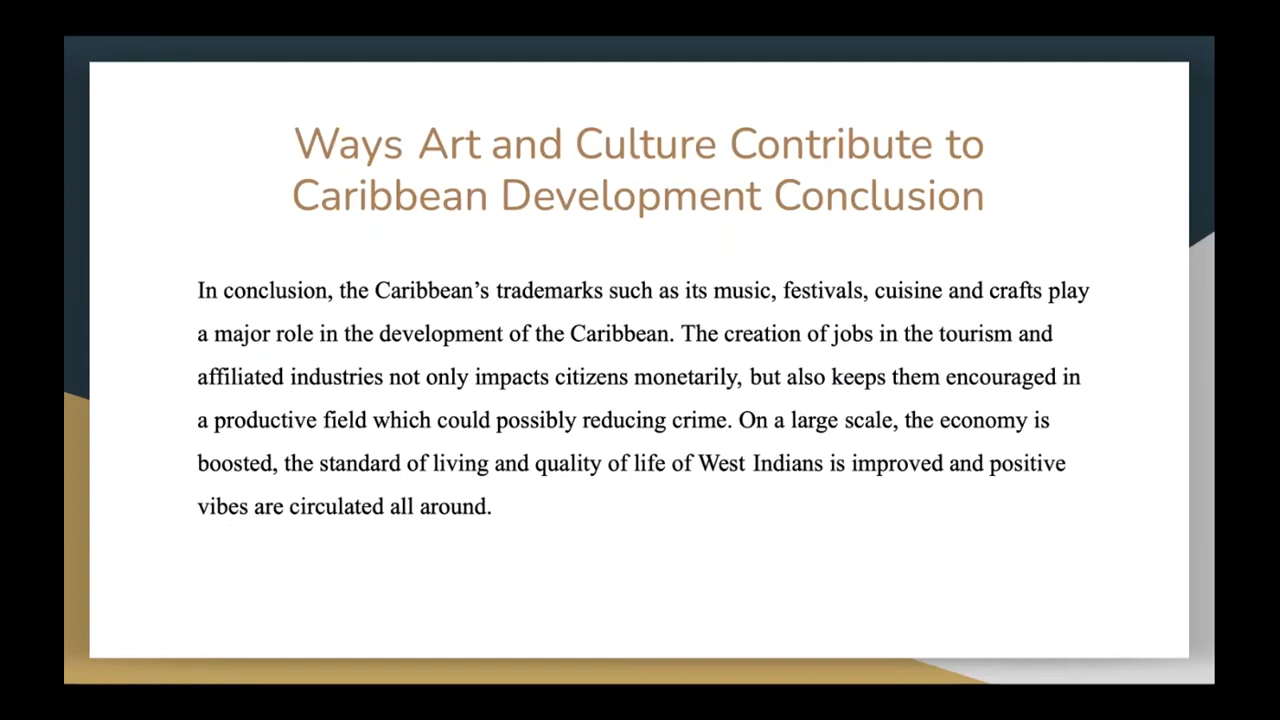 Ways Art and Culture Contribute to
Caribbean Development Conclusion
In conclusion, the Caribbean’s trademarks such as its music, festivals, cuisine and crafts play
a major role in the development of the Caribbean. The creation of jobs in the tourism and
affiliated industries not only impacts citizens monetarily, but also keeps them encouraged in
a productive field which could possibly reducing crime. On a large scale, the economy is
boosted, the standard of living and quality of life of West Indians is improved and positive
vibes are circulated all around.